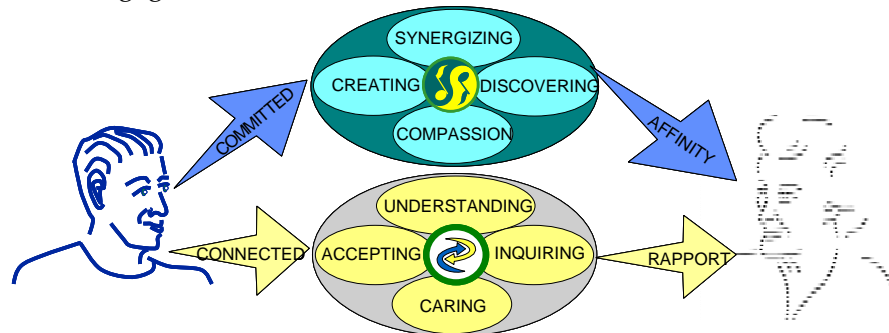 SYNERGIZING
CREATING
DISCOVERING
COMPASSION
COMMITTED
AFFINITY
UNDERSTANDING
CONNECTED
ACCEPTING
INQUIRING
RAPPORT
CARING